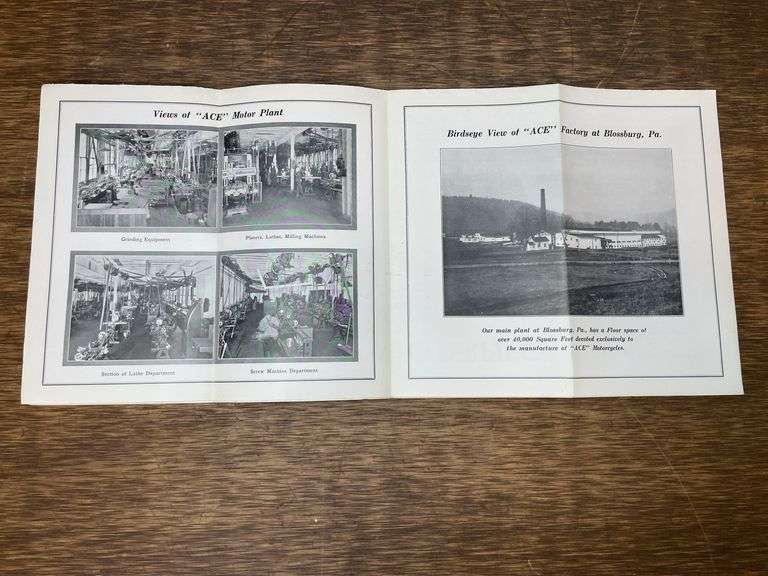 Views of "ACE" Motor Plant
Grinding Equipment
Planers, Lathes, Milling Machines
Section of Lathe Department
Screw Machine Department
Birdseye View of "ACE" Factory at Blossburg, Pa.
Our main plant at Blossburg, Pa., has a Floor space of
over 40,000 Square Feet devoted exclusively to
the manufacture of "ACE" Motorcycles.